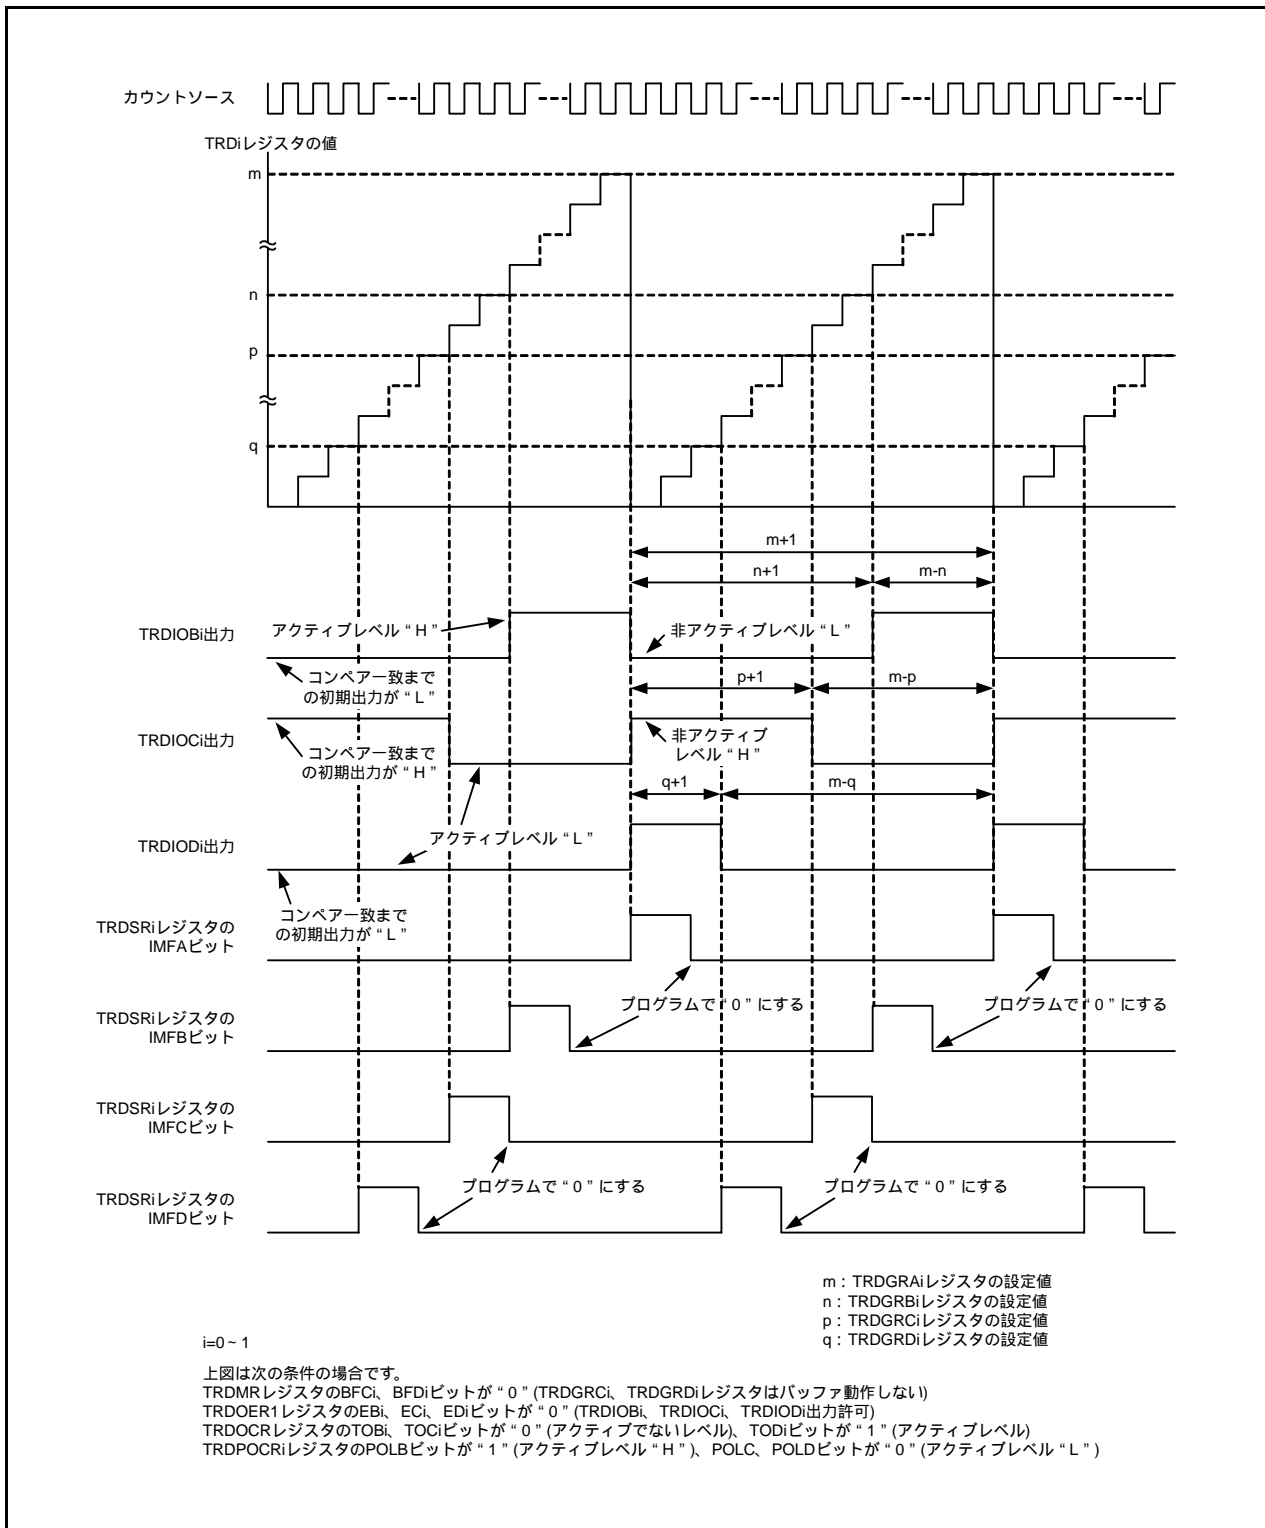 カウントソース
TRDiレジスタの値
m
n
p
q
m+1
n+1
m-n
TRDIOBi出力
アクティブレベル“H”
非アクティブレベル“L”
コンペア一致まで
の初期出力が“L”
p+1
m-p
TRDIOCi出力
コンペア一致まで
の初期出力が“H”
非アクティブ
レベル“H”
q+1
m-q
アクティブレベル“L”
TRDIODi出力
コンペア一致まで
の初期出力が“L”
TRDSRiレジスタの
IMFAビット
プログラムで“0”にする
プログラムで“0”にする
TRDSRiレジスタの
IMFBビット
TRDSRiレジスタの
IMFCビット
プログラムで“0”にする
プログラムで“0”にする
TRDSRiレジスタの
IMFDビット
m：TRDGRAiレジスタの設定値
n：TRDGRBiレジスタの設定値
p：TRDGRCiレジスタの設定値
q：TRDGRDiレジスタの設定値
i=0～1
上図は次の条件の場合です。
TRDMRレジスタのBFCi、BFDiビットが“0”(TRDGRCi、TRDGRDiレジスタはバッファ動作しない)
TRDOER1レジスタのEBi、ECi、EDiビットが“0”(TRDIOBi、TRDIOCi、TRDIODi出力許可)
TRDOCRレジスタのTOBi、TOCiビットが“0”(アクティブでないレベル)、TODiビットが“1”(アクティブレベル)
TRDPOCRiレジスタのPOLBビットが“1”(アクティブレベル“H”)、POLC、POLDビットが“0”(アクティブレベル“L”)